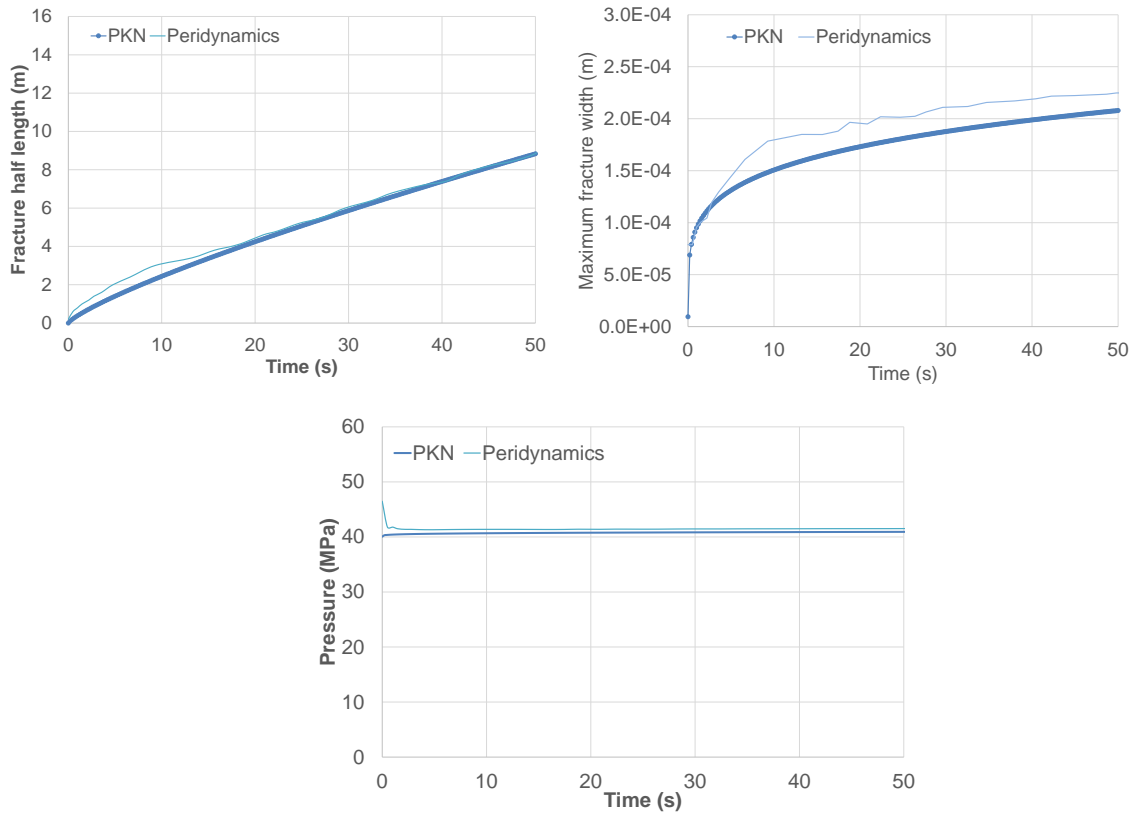 16
14
12
10
8
6
4
2
0
PKN Peridynamics
Fracture half length (m)
0 10 20 30 40 50
Time (s)
3.0E-04
2.5E-04
2.0E-04
1.5E-04
1.0E-04
5.0E-05
0.0E+00
PKN Peridynamics
Maximum fracture width (m)
0 10 20 30 40 50
Time (s)
60
50
40
30
20
10
0
PKN Peridynamics
Pressure (MPa)
0 10 20 30 40 50
Time (s)